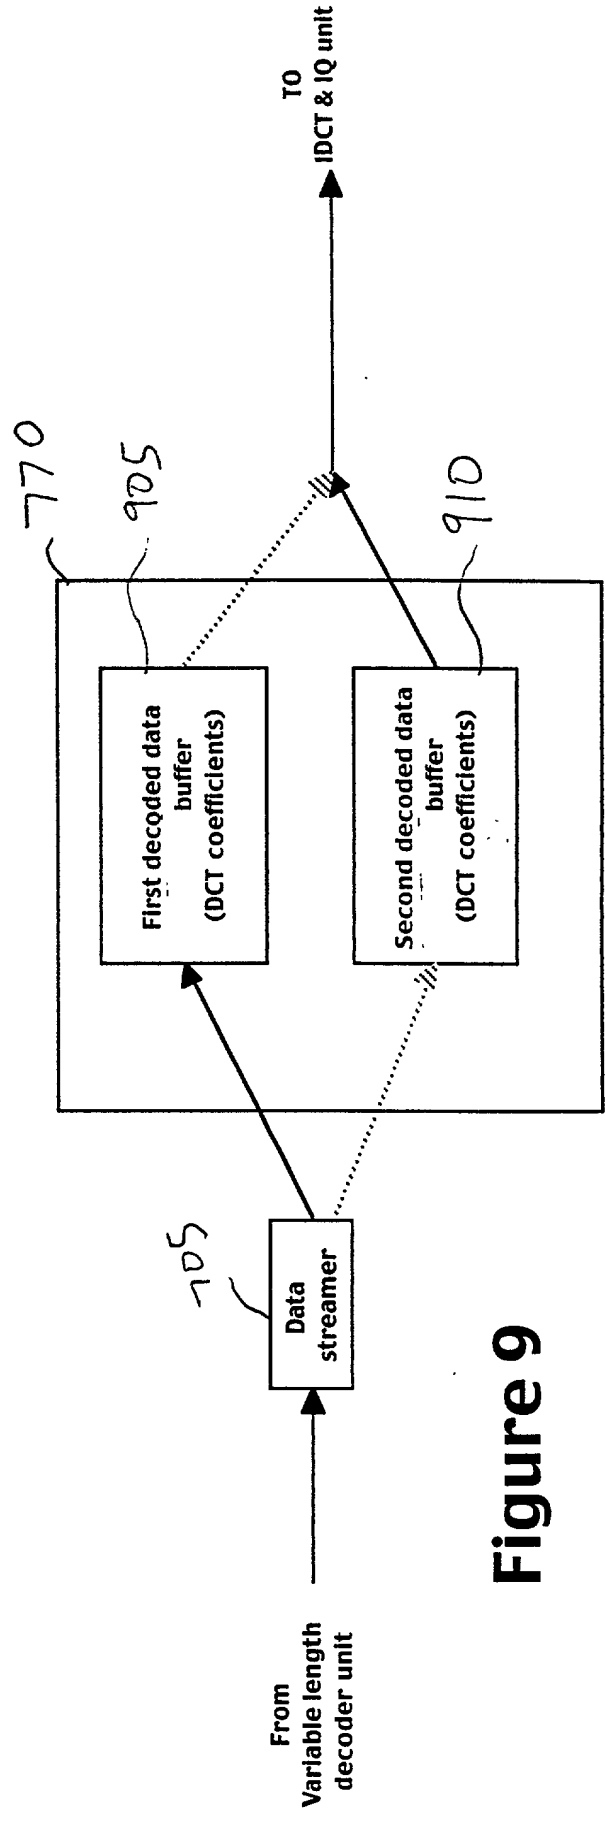 From
Variable length
decoder unit
Data
streamer
705
770
First decoded data
buffer
(DCT coefficients)
905
Second decoded data
buffer
(DCT coefficients)
910
TO
IDCT & IQ unit
Figure 9